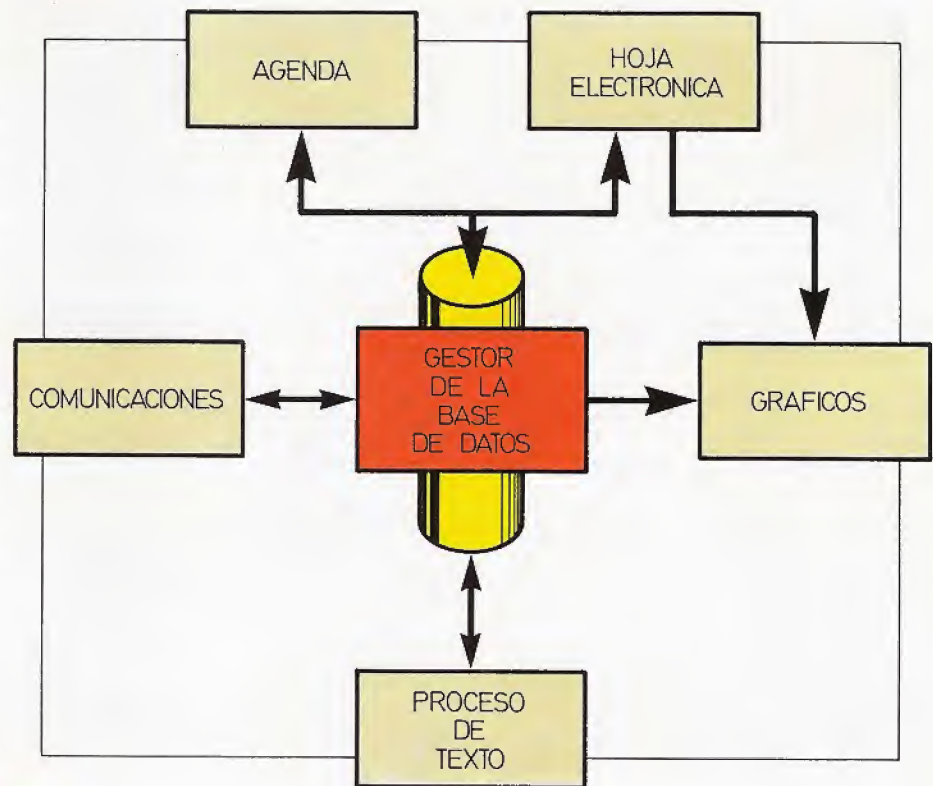 AGENDA
HOJA
ELECTRONICA
COMUNICACIONES
GESTOR
DE LA
BASE
DE DATOS
GRAFICOS
PROCESO
DE
TEXTO